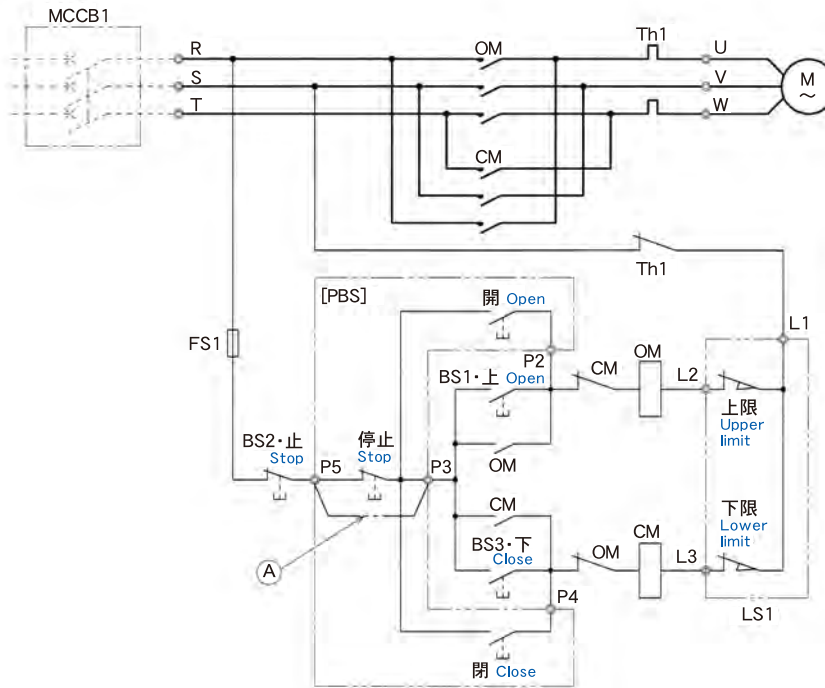 MCCB1
R
OM
Th1
U
S
V
M
~
T
W
CM
Th1
[PBS]
開 Open
L1
FS1
P2
CM
OM
L2
BS1・上 Open
上限
Upper
limit
BS2・止
Stop
停止
Stop
P5
P3
OM
CM
下限
Lower
limit
A
BS3・下
Close
OM
CM
L3
P4
LS1
閉 Close